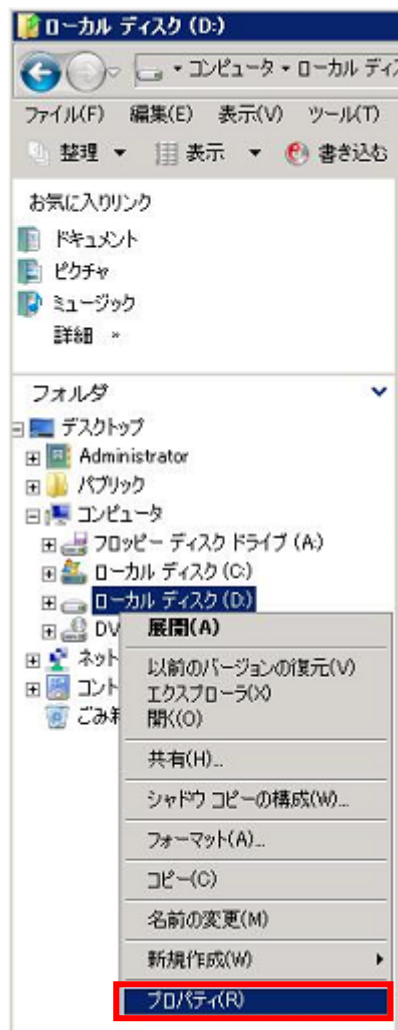 ローカル ディスク (D:)
コンピュータ ローカル ディ
ファイル(F) 編集(E) 表示(V) ツール(T)
整理 表示 書き込む
お気に入りリンク
ドキュメント
ピクチャ
ミュージック
詳細 »
フォルダ
デスクトップ
Administrator
パブリック
コンピュータ
フロッピー ディスク ドライブ (A:)
ローカル ディスク (C:)
ローカル ディスク (D:)
DV
ネット
コント
ごみ
展開(A)
以前のバージョンの復元(V)
エクスプローラ(X)
開く(O)
共有(H)...
シャドウ コピーの構成(W)...
フォーマット(A)...
コピー(C)
名前の変更(M)
新規作成(W)
プロパティ(R)